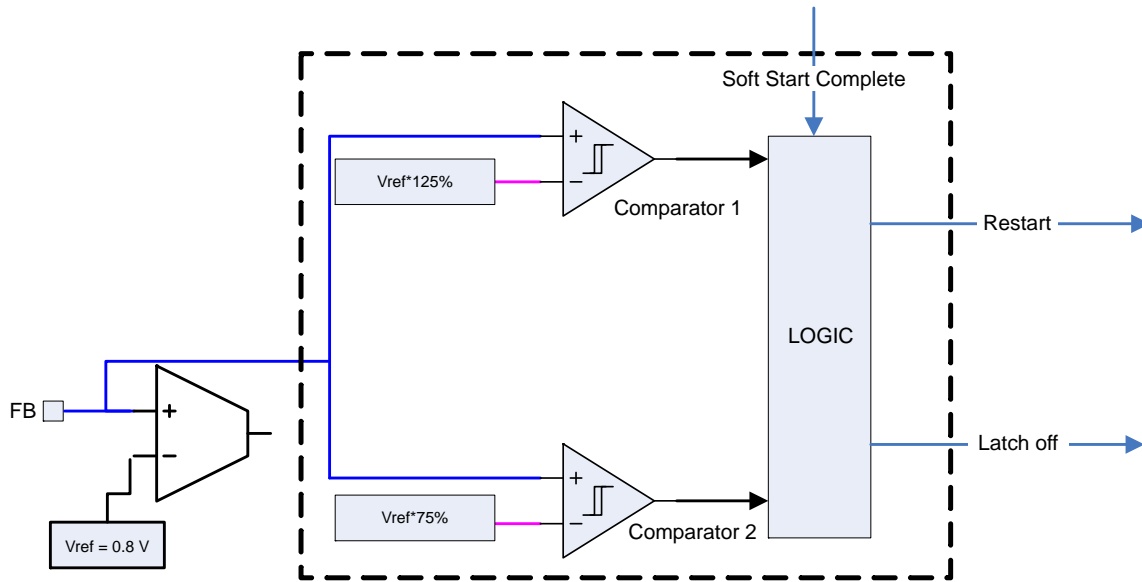 Soft Start Complete
+
Vref*125%
−
Comparator 1
Restart
LOGIC
FB
+
−
Latch off
+
Vref*75%
−
Comparator 2
Vref = 0.8 V